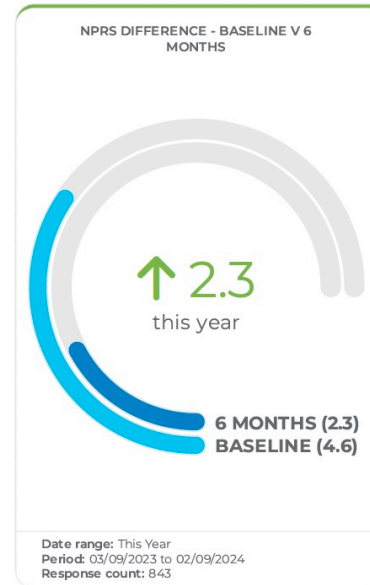 NPRS DIFFERENCE - BASELINE V 6
MONTHS
2.3
this year
6 MONTHS (2.3)
BASELINE (4.6)
Date range: This Year
Period: 03/09/2023 to 02/09/2024
Response count: 843